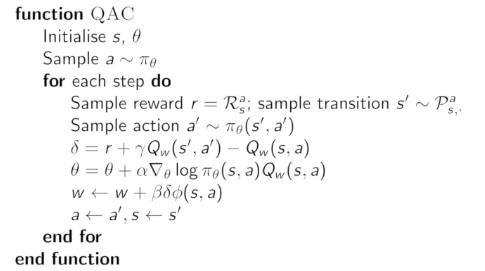 function QAC
Initialise s, θ
Sample a ∼ π_θ
for each step do
Sample reward r = R_s^a; sample transition s′ ∼ P_{s,·}^a
Sample action a′ ∼ π_θ(s′, a′)
δ = r + γQ_w(s′, a′) − Q_w(s, a)
θ = θ + α∇_θ log π_θ(s, a)Q_w(s, a)
w ← w + βδϕ(s, a)
a ← a′, s ← s′
end for
end function